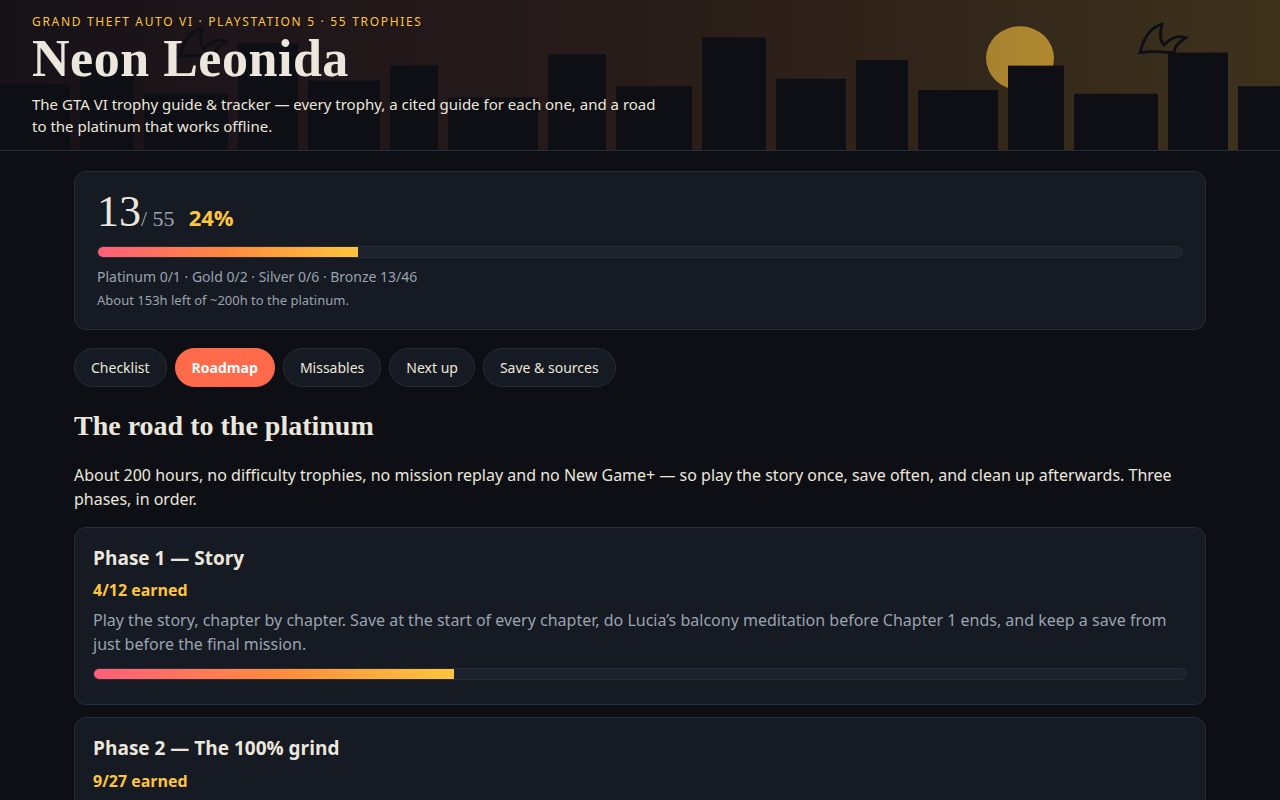 GRAND THEFT AUTO VI · PLAYSTATION 5 · 55 TROPHIES
Neon Leonida
The GTA VI trophy guide & tracker — every trophy, a cited guide for each one, and a road
to the platinum that works offline.
13/ 55 24%
Platinum 0/1 · Gold 0/2 · Silver 0/6 · Bronze 13/46
About 153h left of ~200h to the platinum.
Checklist Roadmap Missables Next up Save & sources
The road to the platinum
About 200 hours, no difficulty trophies, no mission replay and no New Game+ — so play the story once, save often, and clean up afterwards. Three
phases, in order.
Phase 1 — Story
4/12 earned
Play the story, chapter by chapter. Save at the start of every chapter, do Lucia’s balcony meditation before Chapter 1 ends, and keep a save from
just before the final mission.
Phase 2 — The 100% grind
9/27 earned